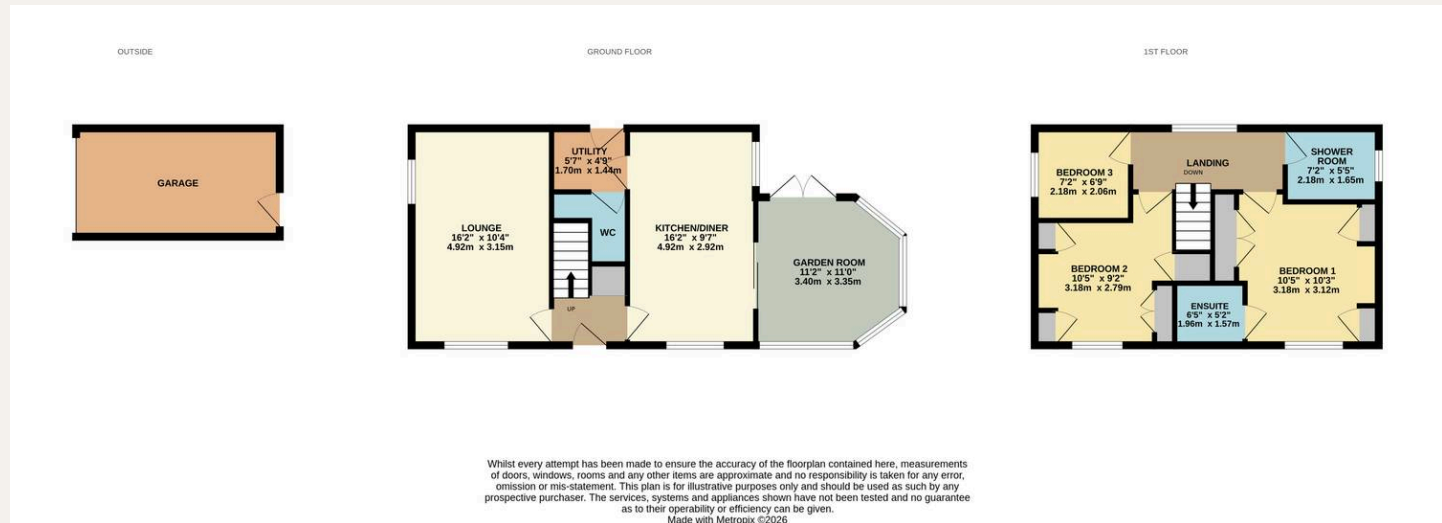 OUTSIDE
GROUND FLOOR
1ST FLOOR
GARAGE
LOUNGE
16'2" x 10'4"
4.92m x 3.15m
UTILITY
5'7" x 4'9"
1.70m x 1.44m
WC
UP
KITCHEN/DINER
16'2" x 9'7"
4.92m x 2.92m
GARDEN ROOM
11'2" x 11'0"
3.40m x 3.35m
BEDROOM 3
7'2" x 6'9"
2.18m x 2.06m
LANDING
DOWN
SHOWER
ROOM
7'2" x 5'5"
2.18m x 1.65m
BEDROOM 2
10'5" x 9'2"
3.18m x 2.79m
BEDROOM 1
10'5" x 10'3"
3.18m x 3.12m
ENSUITE
6'5" x 5'2"
1.96m x 1.57m
Whilst every attempt has been made to ensure the accuracy of the floorplan contained here, measurements
of doors, windows, rooms and any other items are approximate and no responsibility is taken for any error,
omission or mis-statement. This plan is for illustrative purposes only and should be used as such by any
prospective purchaser. The services, systems and appliances shown have not been tested and no guarantee
as to their operability or efficiency can be given.
Made with Metropix ©2026